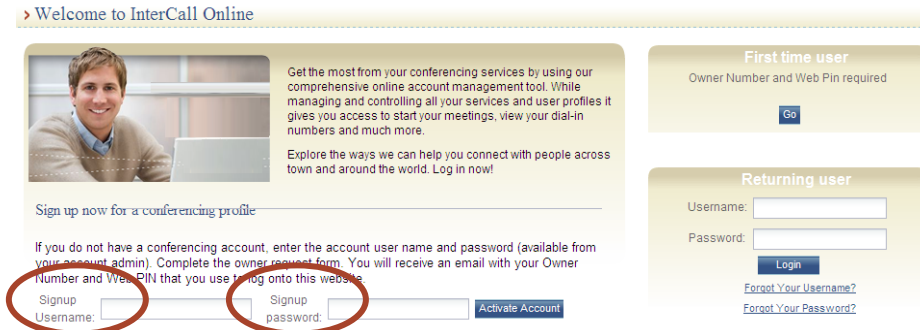 > Welcome to InterCall Online
Get the most from your conferencing services by using our
comprehensive online account management tool. While
managing and controlling all your services and user profiles it
gives you access to start your meetings, view your dial-in
numbers and much more.
Explore the ways we can help you connect with people across
town and around the world. Log in now!
Sign up now for a conferencing profile
If you do not have a conferencing account, enter the account user name and password (available from
your account admin). Complete the owner request form. You will receive an email with your Owner
Number and Web PIN that you use to log onto this website.
Signup
Username:
Signup
password:
Activate Account
First time user
Owner Number and Web Pin required
Go
Returning user
Username:
Password:
Login
Forgot Your Username?
Forgot Your Password?